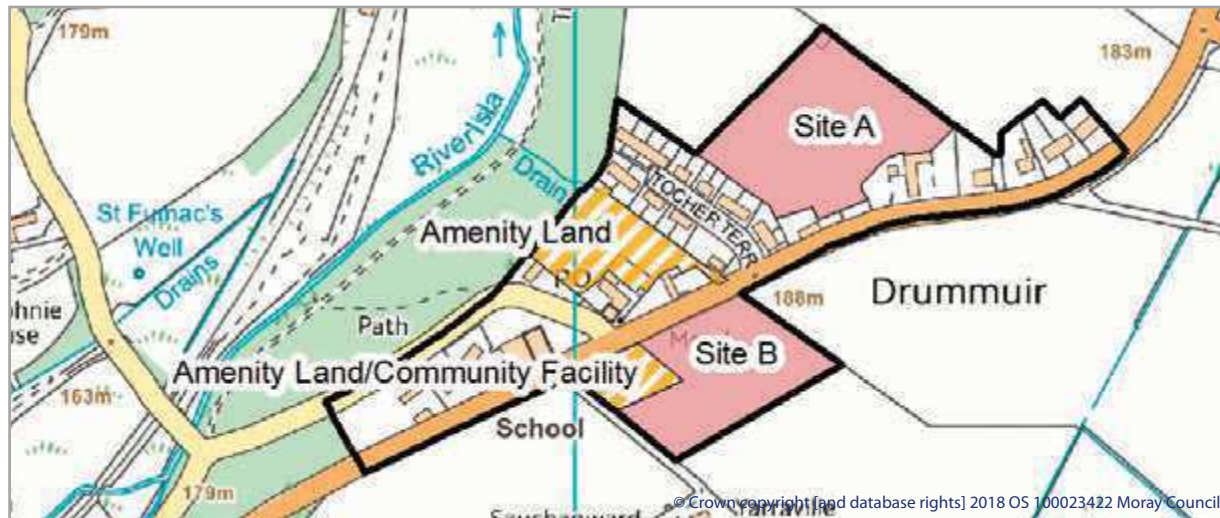 179m
183m
Site A
River Isla
Drain
TOCHER TERR
St Fumac's
Well
Drains
Amenity Land
PO
188m
Drummuir
Path
Site B
Amenity Land/Community Facility
163m
School
179m
© Crown copyright [and database rights] 2018 OS 100023422 Moray Council